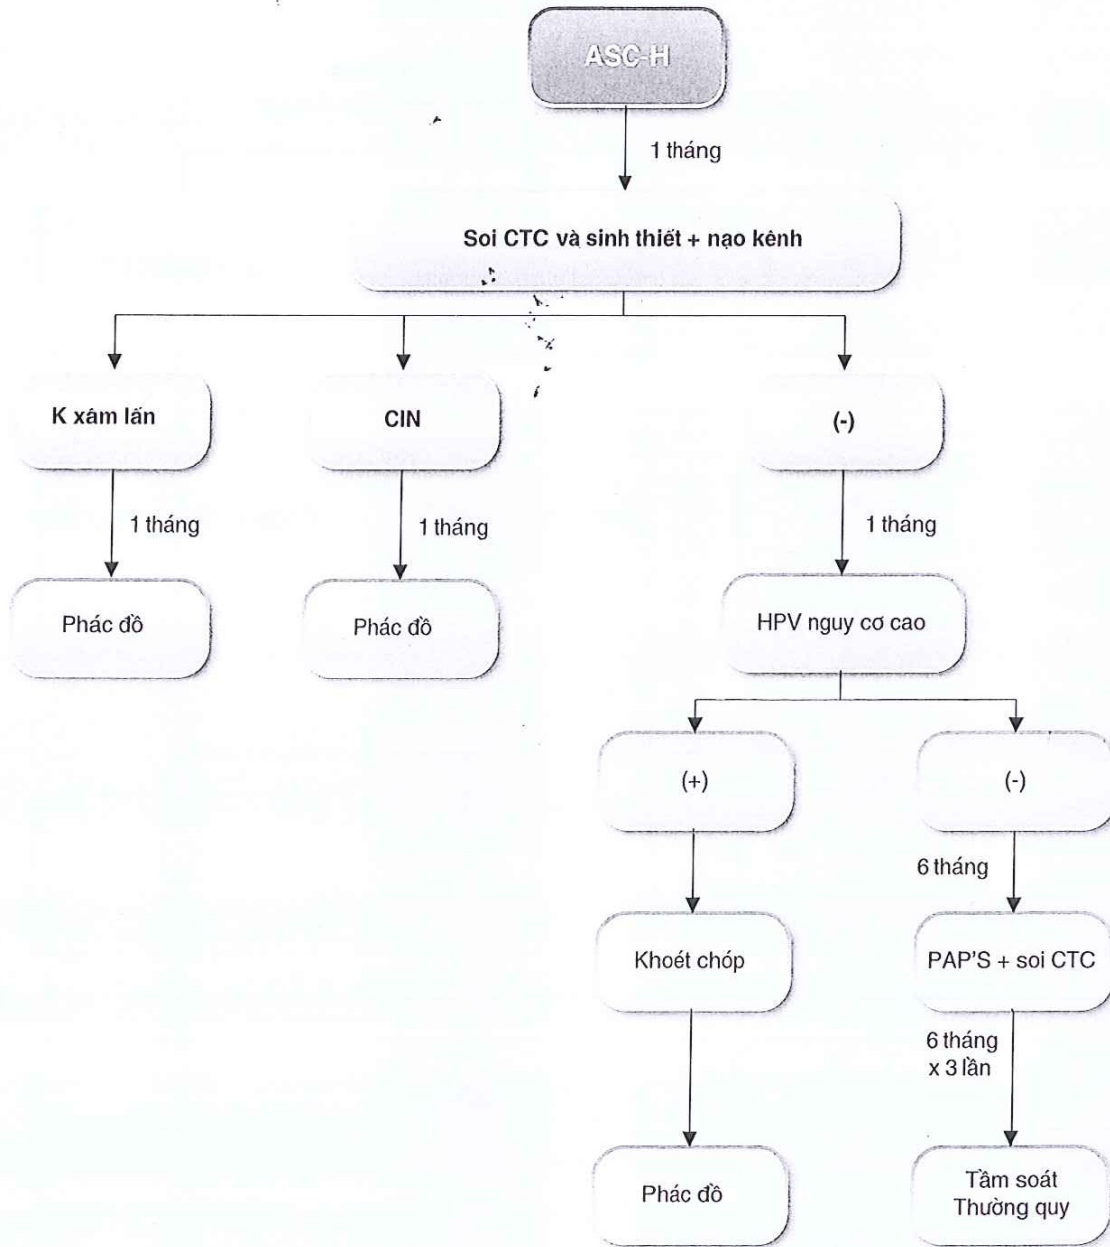 ASC-H
1 tháng
Soi CTC và sinh thiết + nạo kênh
K xâm lấn
CIN
(-)
1 tháng
1 tháng
1 tháng
Phác đồ
Phác đồ
HPV nguy cơ cao
(+)
(-)
6 tháng
Khoét chóp
PAP'S + soi CTC
6 tháng
x 3 lần
Phác đồ
Tầm soát
Thường quy